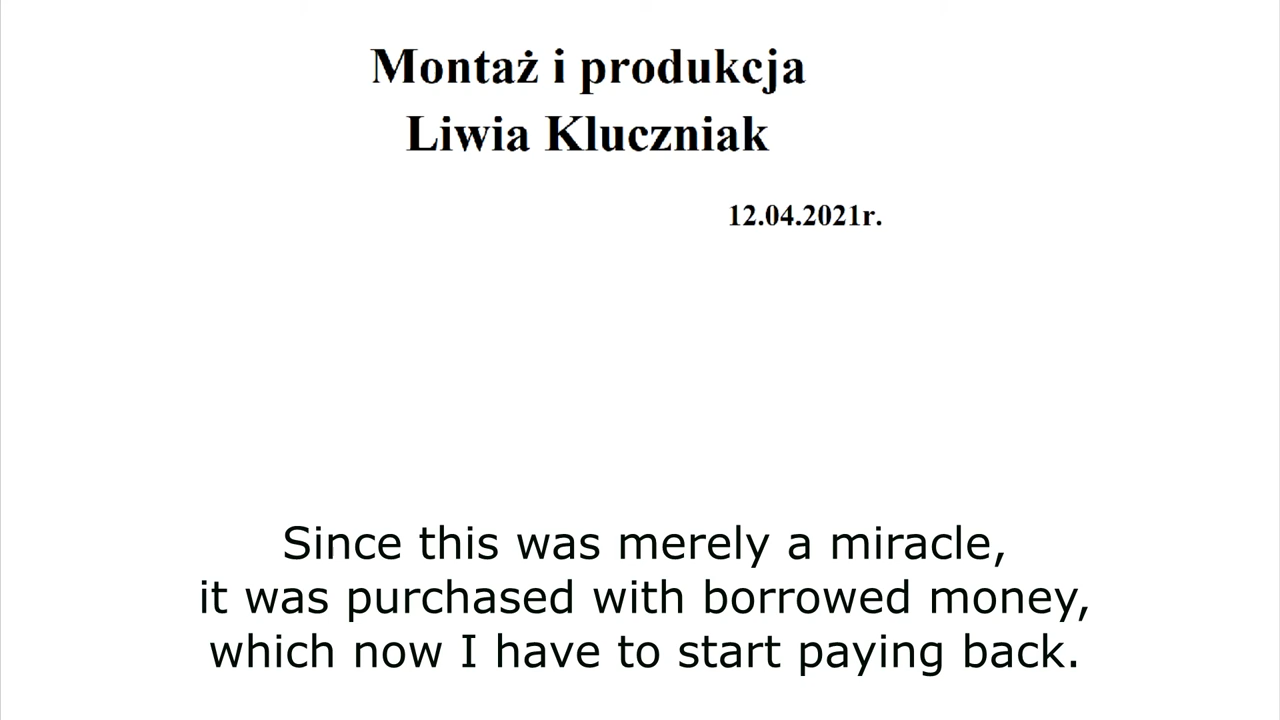 Montaż i produkcja
Liwia Kluczniak
12.04.2021r.
Since this was merely a miracle,
it was purchased with borrowed money,
which now I have to start paying back.